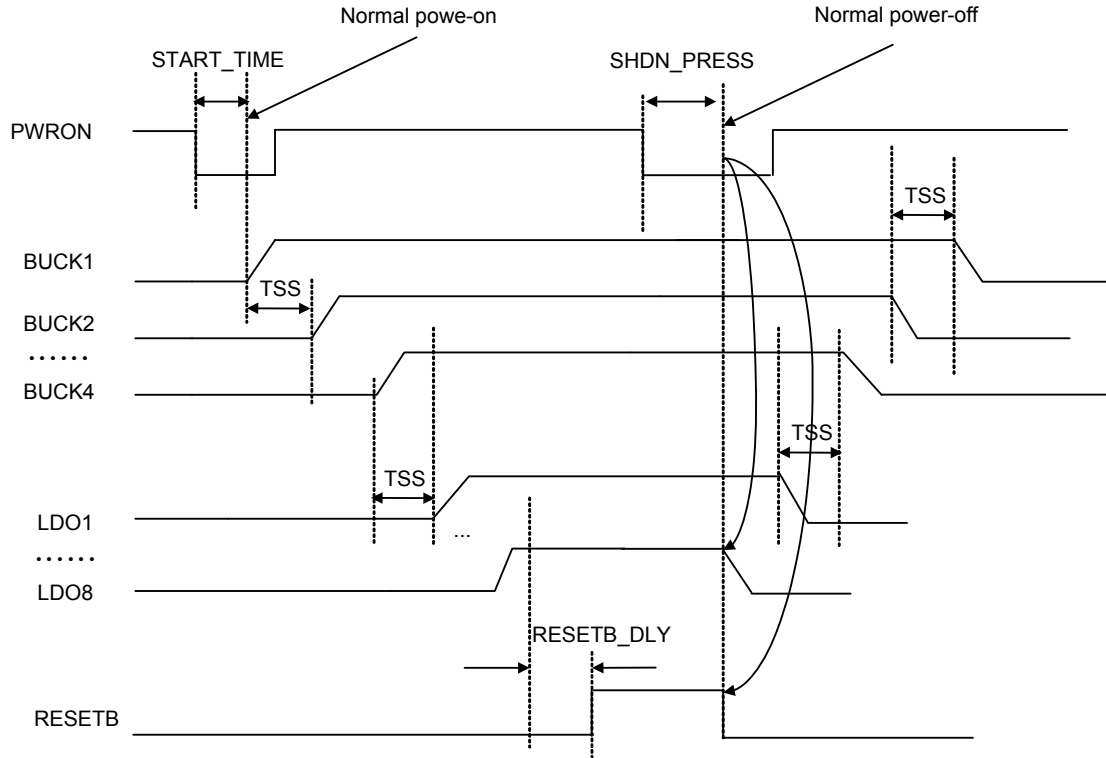 Normal powe-on
Normal power-off
START_TIME
SHDN_PRESS
PWRON
TSS
BUCK1
TSS
BUCK2
......
BUCK4
TSS
TSS
LDO1
...
......
LDO8
RESETB_DLY
RESETB